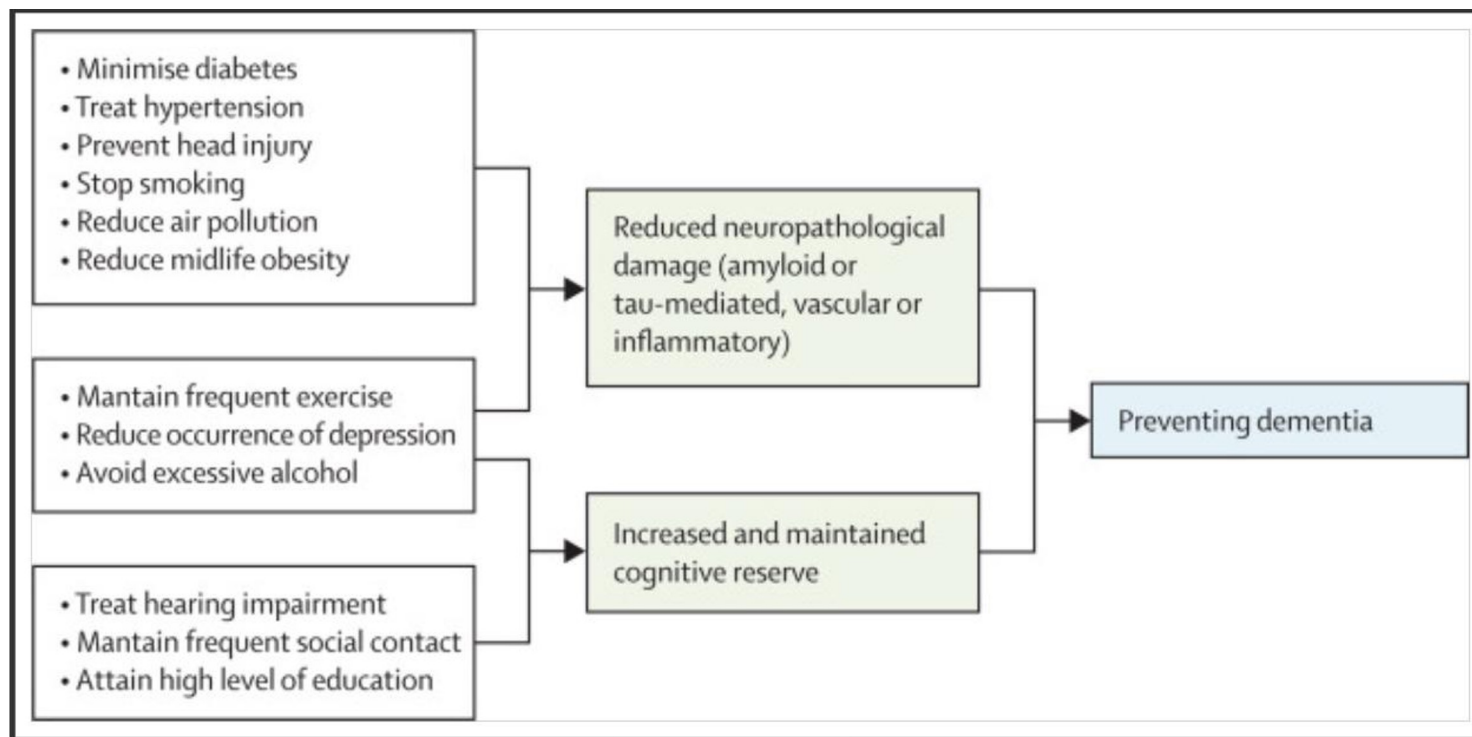 • Minimise diabetes
• Treat hypertension
• Prevent head injury
• Stop smoking
• Reduce air pollution
• Reduce midlife obesity
• Mantain frequent exercise
• Reduce occurrence of depression
• Avoid excessive alcohol
• Treat hearing impairment
• Mantain frequent social contact
• Attain high level of education
Reduced neuropathological
damage (amyloid or
tau-mediated, vascular or
inflammatory)
Increased and maintained
cognitive reserve
Preventing dementia